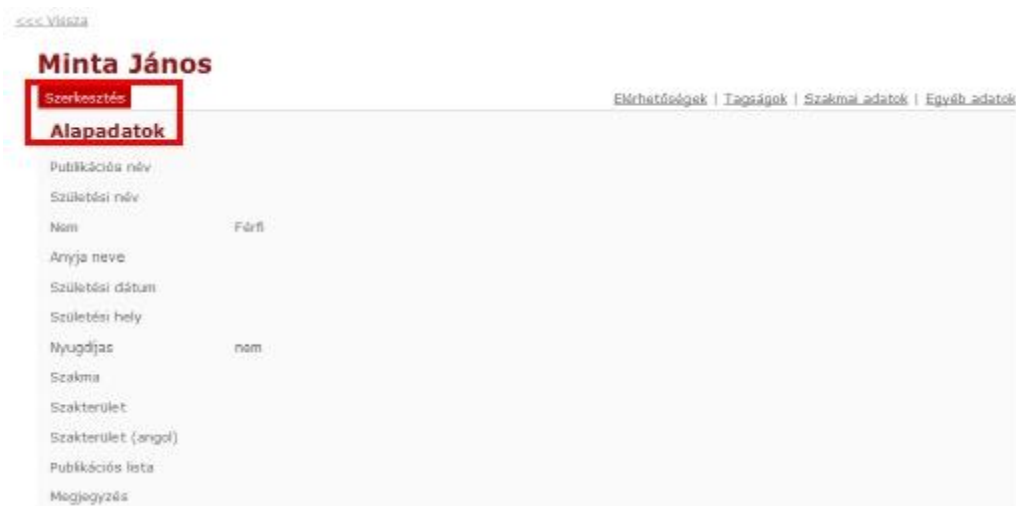 <<< Vissza
Minta János
Szerkesztés
Elérhetőségek | Tagságok | Szakmai adatok | Egyéb adatok
Alapadatok
Publikációs név
Születési név
Nem Férfi
Anyja neve
Születési dátum
Születési hely
Nyugdíjas nem
Szakma
Szakterület
Szakterület (angol)
Publikációs lista
Megjegyzés